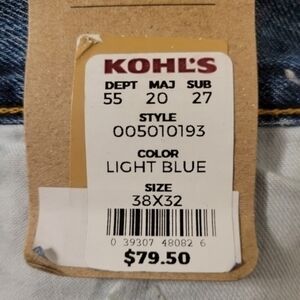 KOHL'S
DEPT MAJ SUB
55 20 27
STYLE
005010193
COLOR
LIGHT BLUE
SIZE
38X32
0 39307 48082 6
$79.50